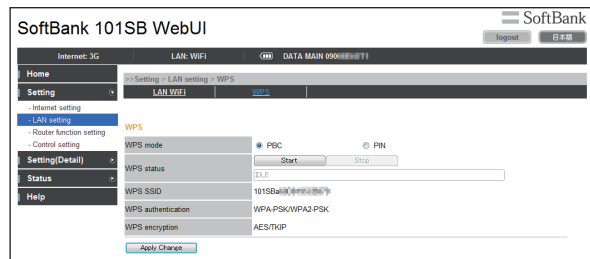 SoftBank 101SB WebUI
SoftBank
logout 日本語
Internet: 3G LAN: WiFi DATA MAIN 090
Home
>>Setting > LAN setting > WPS
Setting
LAN WiFi WPS
- Internet setting
- LAN setting
- Router function setting
- Control setting
Setting(Detail)
Status
Help
WPS
WPS mode PBC PIN
WPS status Start Stop
IDLE
WPS SSID 101SBa
WPS authentication WPA-PSK/WPA2-PSK
WPS encryption AES/TKIP
Apply Change